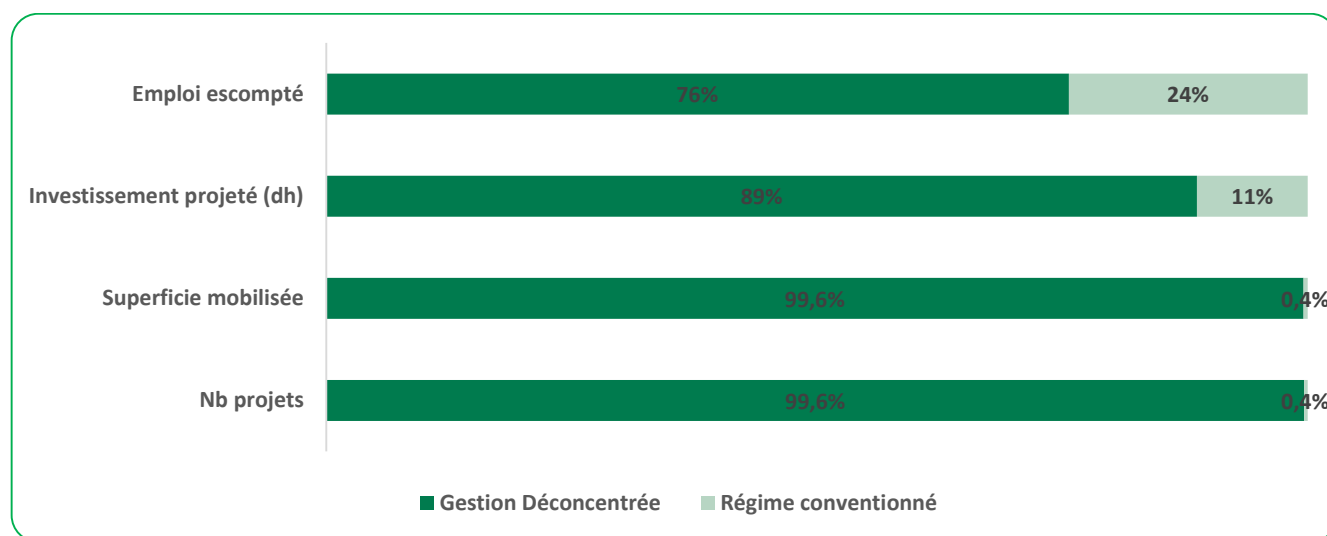 Emploi escompté
76%
24%
Investissement projeté (dh)
89%
11%
Superficie mobilisée
99,6%
0,4%
Nb projets
99,6%
0,4%
Gestion Déconcentrée
Régime conventionné